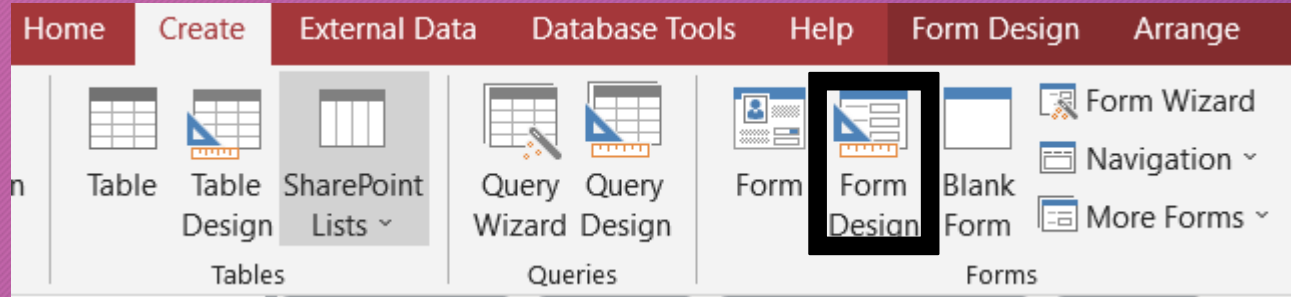 Home Create External Data Database Tools Help Form Design Arrange
n Table Table Design SharePoint Lists Query Wizard Query Design Form Form Design Blank Form Form Wizard
Navigation
More Forms
Tables Queries Forms